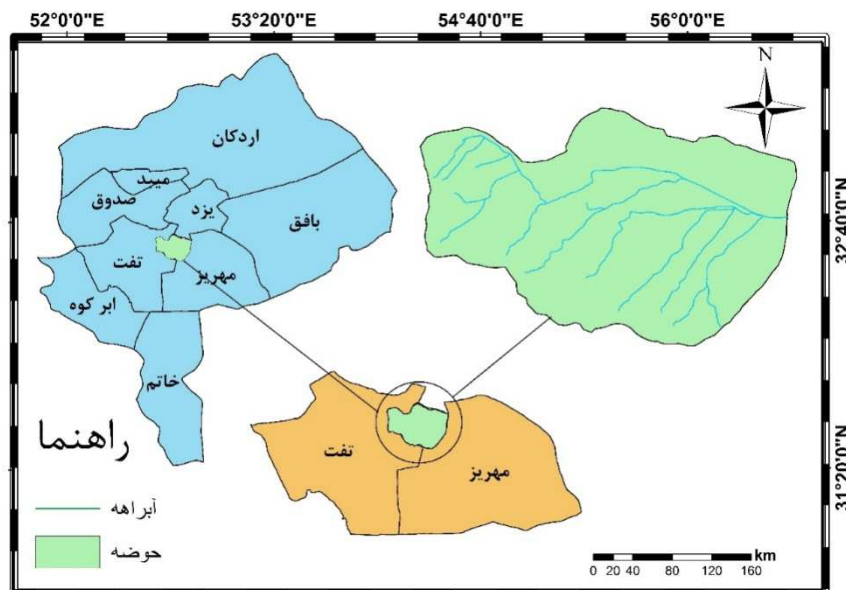 52°0'0"E 53°20'0"E 54°40'0"E 56°0'0"E
N
اردکان
میبد
صدوق
یزد
بافق
تفت
مهریز
ابر کوه
خاتم
32°40'0"N
31°20'0"N
تفت
مهریز
راهنما
آبراهه
حوضه
km
0 20 40 80 120 160